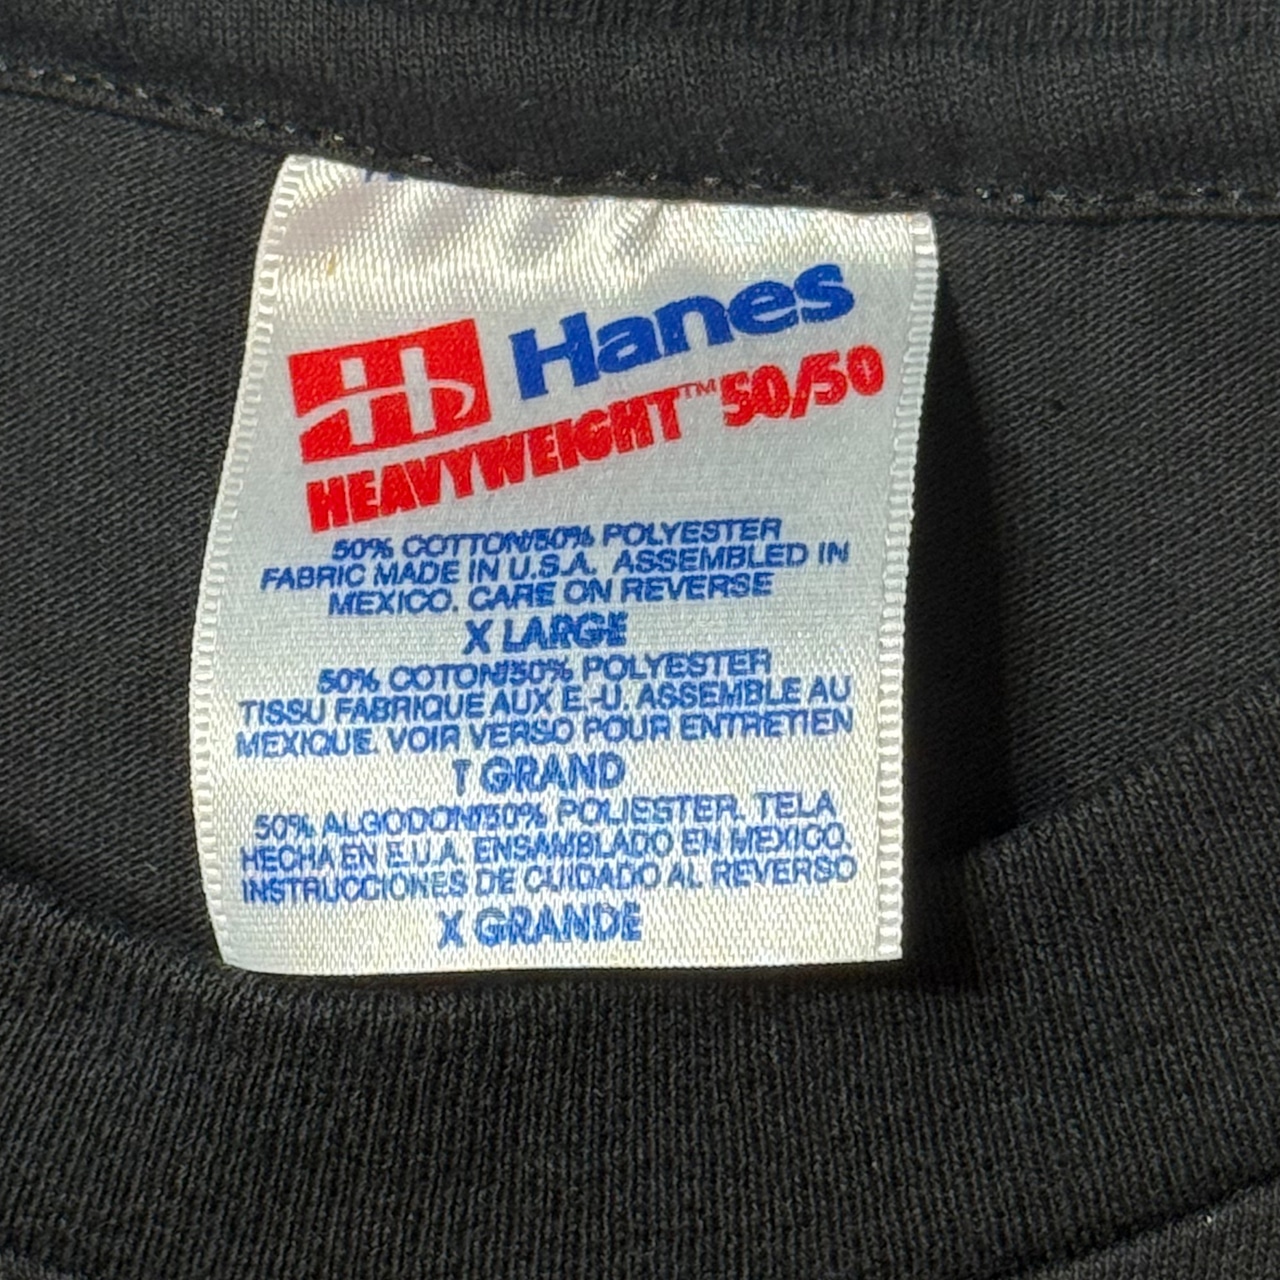 Hanes
HEAVYWEIGHT™ 50/50
50% COTTON/50% POLYESTER
FABRIC MADE IN U.S.A. ASSEMBLED IN
MEXICO. CARE ON REVERSE
X LARGE
50% COTON/50% POLYESTER
TISSU FABRIQUE AUX E.-U. ASSEMBLE AU
MEXIQUE. VOIR VERSO POUR ENTRETIEN
T GRAND
50% ALGODON/50% POLIESTER. TELA
HECHA EN E.U.A. ENSAMBLADO EN MEXICO.
INSTRUCCIONES DE CUIDADO AL REVERSO
X GRANDE